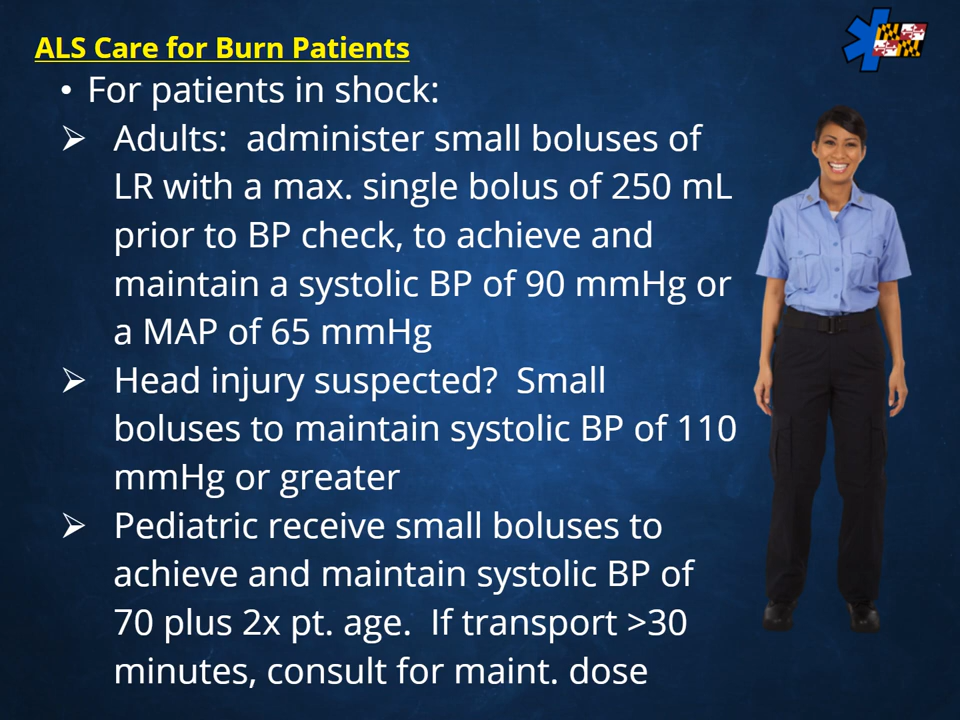 ALS Care for Burn Patients
• For patients in shock:
➢ Adults:  administer small boluses of
LR with a max. single bolus of 250 mL
prior to BP check, to achieve and
maintain a systolic BP of 90 mmHg or
a MAP of 65 mmHg
➢ Head injury suspected?  Small
boluses to maintain systolic BP of 110
mmHg or greater
➢ Pediatric receive small boluses to
achieve and maintain systolic BP of
70 plus 2x pt. age.  If transport >30
minutes, consult for maint. dose